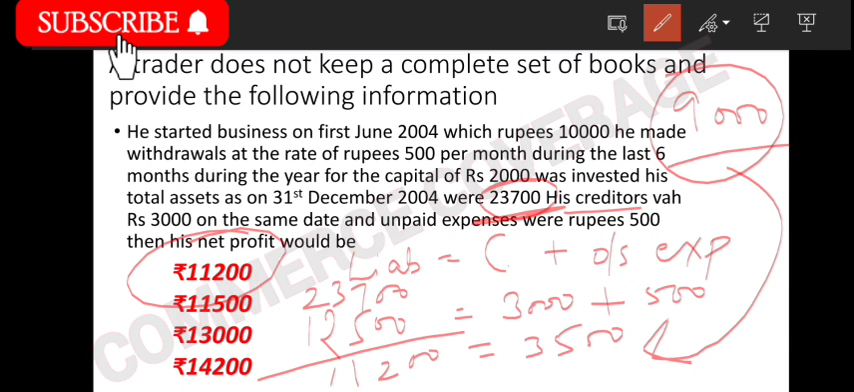 SUBSCRIBE
A trader does not keep a complete set of books and
provide the following information
• He started business on first June 2004 which rupees 10000 he made
withdrawals at the rate of rupees 500 per month during the last 6
months during the year for the capital of Rs 2000 was invested his
total assets as on 31st December 2004 were 23700 His creditors vah
Rs 3000 on the same date and unpaid expenses were rupees 500
then his net profit would be
₹11200
₹11500
₹13000
₹14200
9000
Liab = C + o/s exp
23700 = 3000 + 500
12500
11200 = 3500
COMMERCE COVERAGE